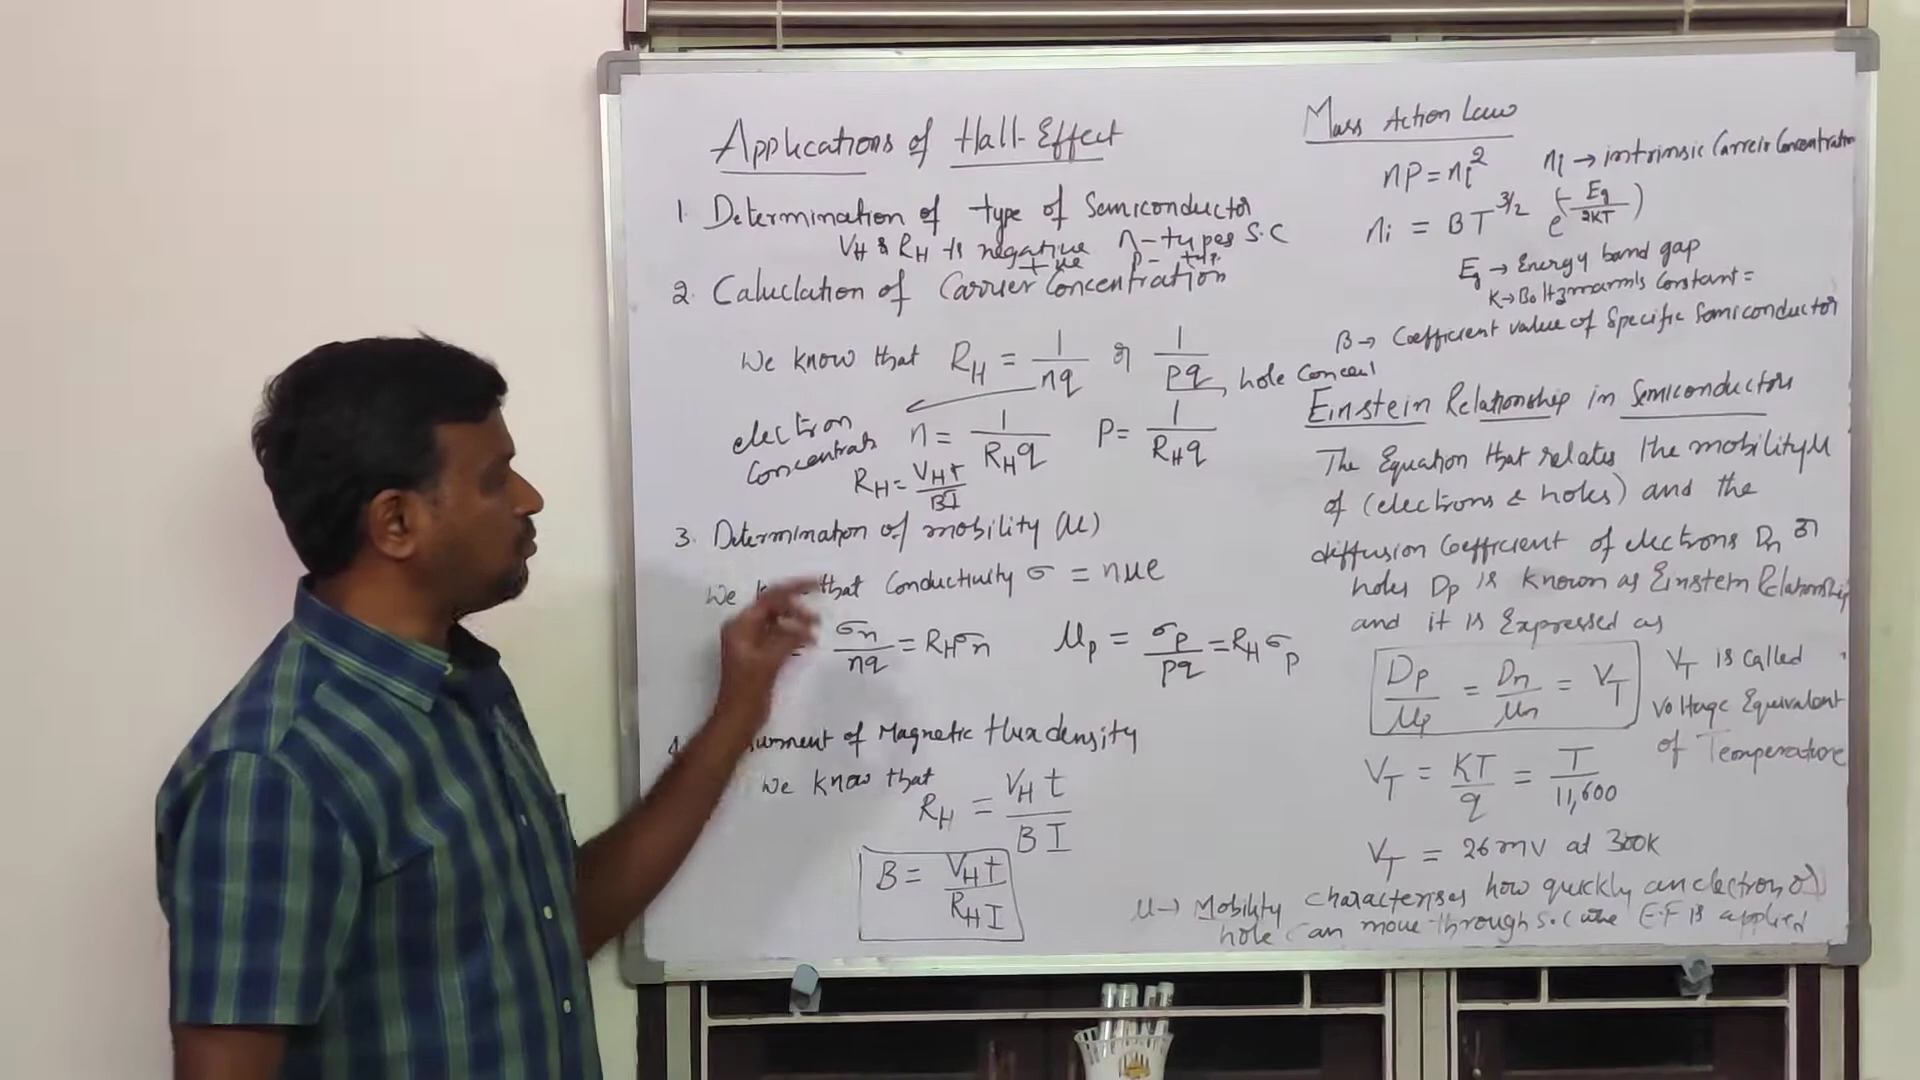 Applications of Hall-Effect
1. Determination of type of Semiconductor
VH & RH is negative n-types S.C
+ve p- typ.
2. Caluclation of Carrier Concentration
We know that RH = 1/nq or 1/pq, hole Concent
electron
Concentrat n = 1/RHq P = 1/RHq
RH = VHt/BI
3. Determination of mobility (μ)
We that Conductivity σ = nμe
= σn/nq = RHσn μp = σp/pq = RHσp
4. of Magnetic flux density
We know that
RH = VH t/B I
B = VHt/RHI
Mass Action Law
np = ni² ni → intrinsic Carreir Concentration
ni = BT^3/2 e^(-Eg/2KT)
Eg → Energy band gap
K → Boltzmann's Constant =
B → Coefficient value of Specific Semiconductor
Einstein Relationship in Semiconductors
The Equation that relates the mobility μ
of (electrons & holes) and the
diffusion Coefficient of electrons Dn or
holes Dp is known as Einstein Relationship
and it is Expressed as
Dp/μp = Dn/μn = VT VT is Called
Voltage Equivalent
of Temperature
VT = KT/q = T/11,600
VT = 26mV at 300K
μ → Mobility characterises how quickly an electron or
hole can move through S.C E.F is applied